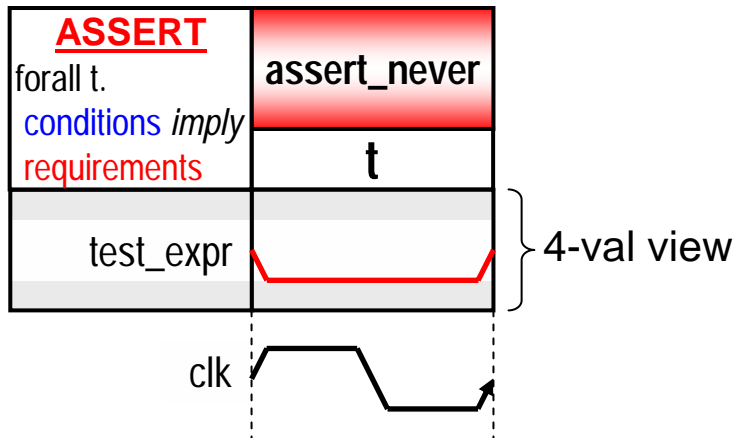 ASSERT
forall t.
conditions imply
requirements
assert_never
t
test_expr
4-val view
clk